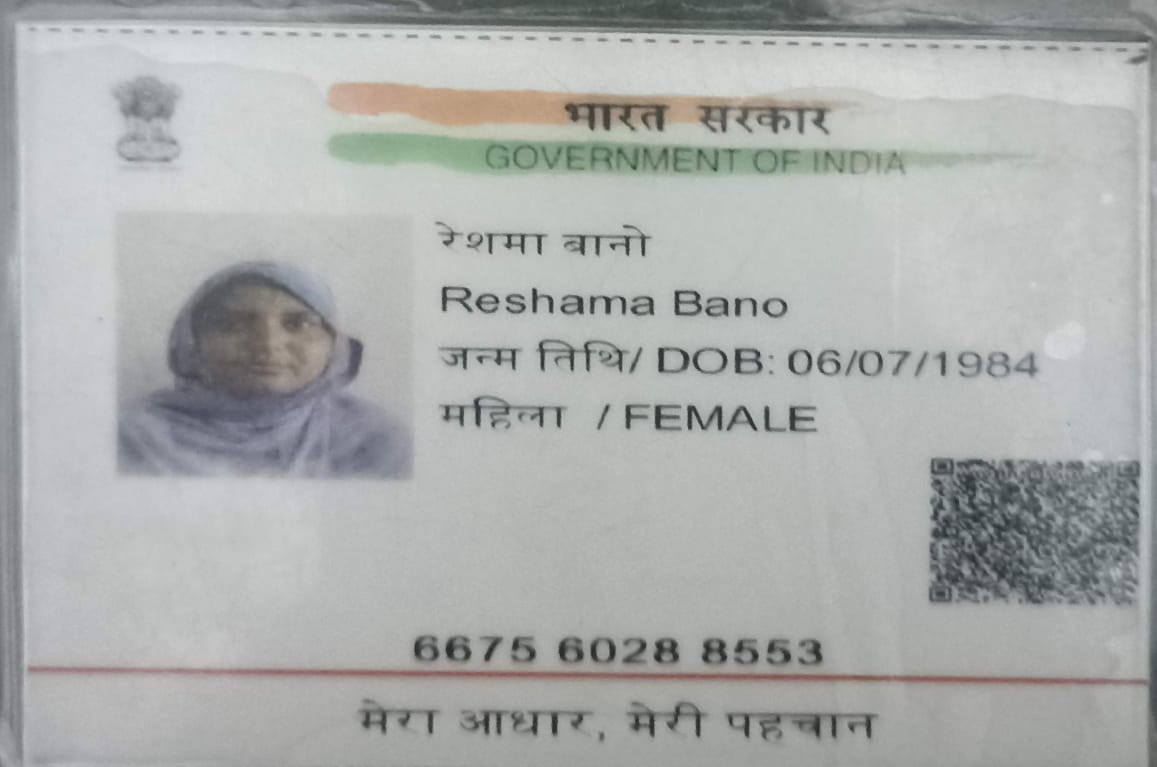 भारत सरकार
GOVERNMENT OF INDIA
रेशमा बानो
Reshama Bano
जन्म तिथि/ DOB: 06/07/1984
महिला / FEMALE
6675 6028 8553
मेरा आधार, मेरी पहचान